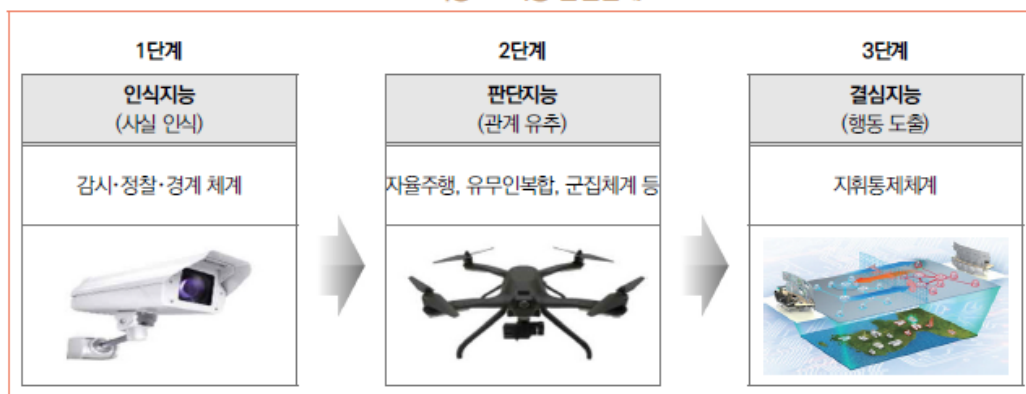 1단계
2단계
3단계
인식지능
(사실 인식)
판단지능
(관계 유추)
결심지능
(행동 도출)
감시·정찰·경계 체계
자율주행, 유무인복합, 군집체계 등
지휘통제체계